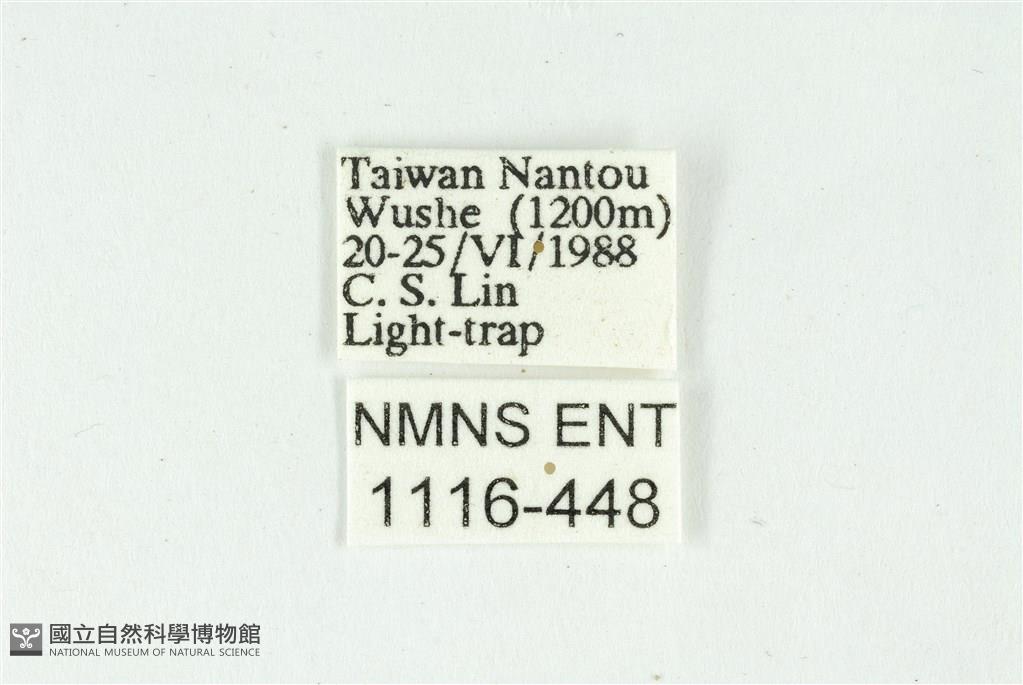 Taiwan Nantou
Wushe (1200m)
20-25/VI/1988
C. S. Lin
Light-trap
NMNS ENT
1116-448
國立自然科學博物館
NATIONAL MUSEUM OF NATURAL SCIENCE